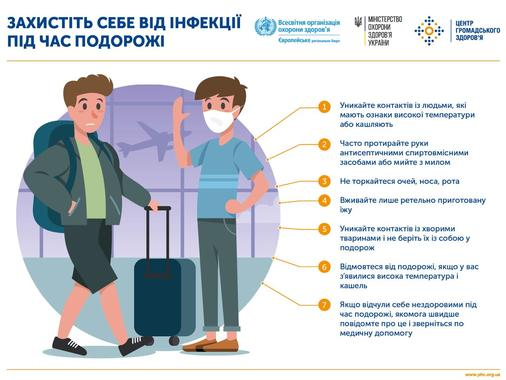 ЗАХИСТІТЬ СЕБЕ ВІД ІНФЕКЦІЇ
ПІД ЧАС ПОДОРОЖІ
Всесвітня організація
охорони здоров'я
Європейське регіональне бюро
МІНІСТЕРСТВО
ОХОРОНИ
ЗДОРОВ'Я
УКРАЇНИ
ЦЕНТР
ГРОМАДСЬКОГО
ЗДОРОВ'Я
1 Уникайте контактів із людьми, які
мають ознаки високої температури
або кашляють
2 Часто протирайте руки
антисептичними спиртовмісними
засобами або мийте з милом
3 Не торкайтеся очей, носа, рота
4 Вживайте лише ретельно приготовану
їжу
5 Уникайте контактів із хворими
тваринами і не беріть їх із собою у
подорож
6 Відмовтеся від подорожі, якщо у вас
з'явилися висока температура і
кашель
7 Якщо відчули себе нездоровими під
час подорожі, якомога швидше
повідомте про це і зверніться по
медичну допомогу
www.phc.org.ua